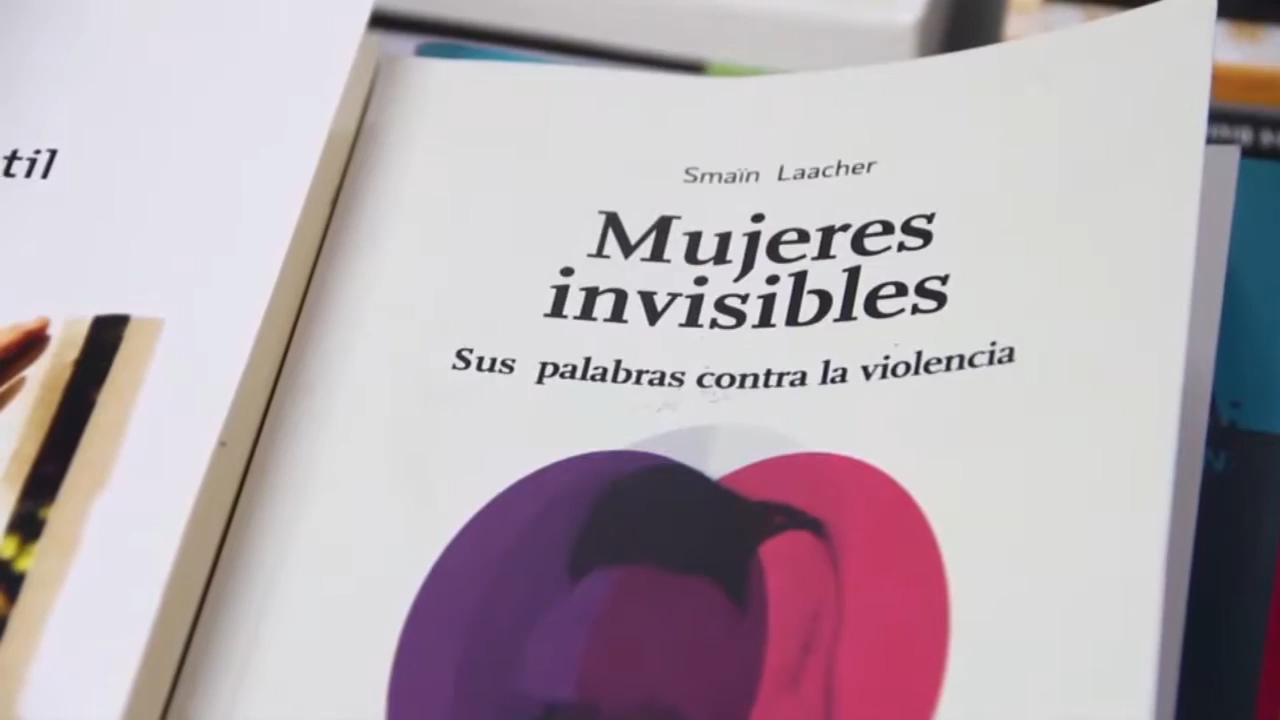 til
Smaïn Laacher
Mujeres
invisibles
Sus palabras contra la violencia